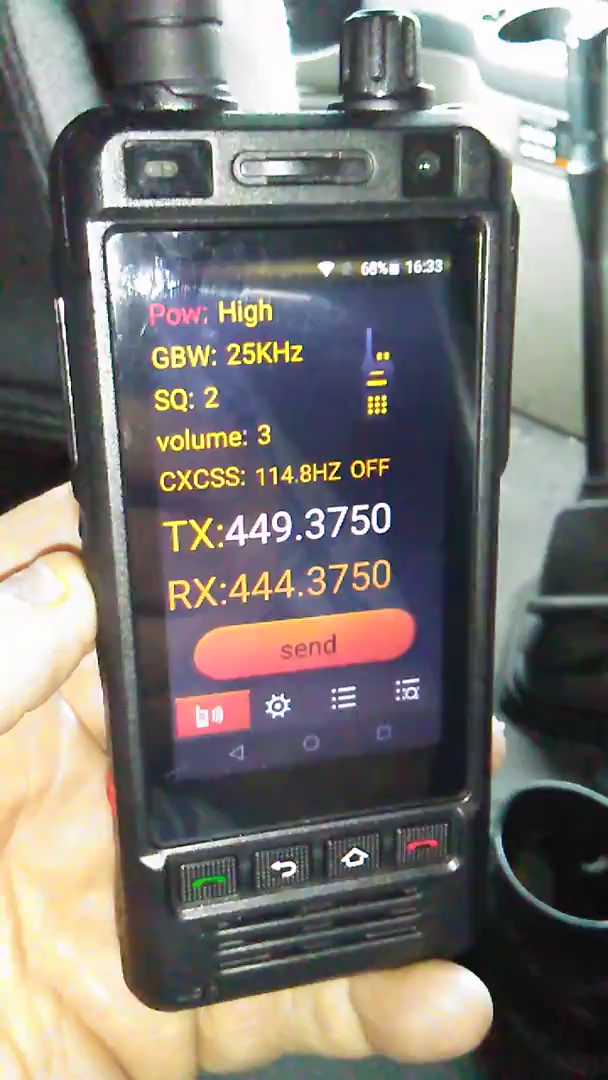 68% 16:33
Pow: High
GBW: 25KHz
SQ: 2
volume: 3
CXCSS: 114.8HZ OFF
TX:449.3750
RX:444.3750
send